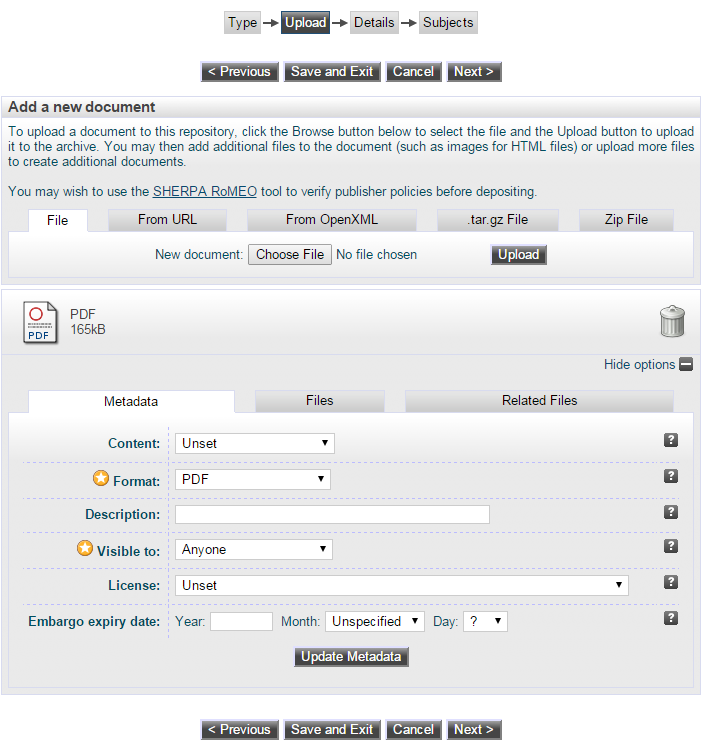 Type Upload Details Subjects
< Previous Save and Exit Cancel Next >
Add a new document
To upload a document to this repository, click the Browse button below to select the file and the Upload button to upload
it to the archive. You may then add additional files to the document (such as images for HTML files) or upload more files
to create additional documents.
You may wish to use the SHERPA RoMEO tool to verify publisher policies before depositing.
File From URL From OpenXML .tar.gz File Zip File
New document: Choose File No file chosen Upload
PDF
165kB
PDF
Hide options
Metadata Files Related Files
Content: Unset ?
Format: PDF ?
Description: ?
Visible to: Anyone ?
License: Unset ?
Embargo expiry date: Year: Month: Unspecified Day: ? ?
Update Metadata
< Previous Save and Exit Cancel Next >